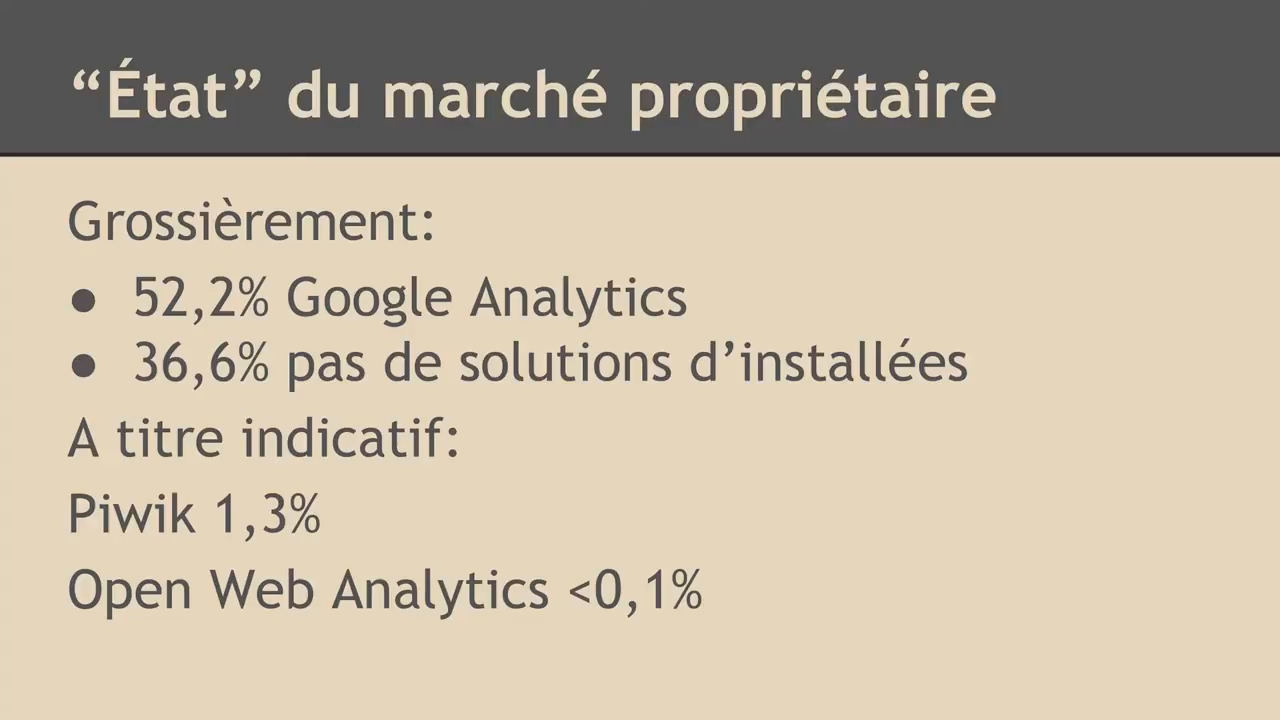 “État” du marché propriétaire
Grossièrement:
● 52,2% Google Analytics
● 36,6% pas de solutions d’installées
A titre indicatif:
Piwik 1,3%
Open Web Analytics <0,1%